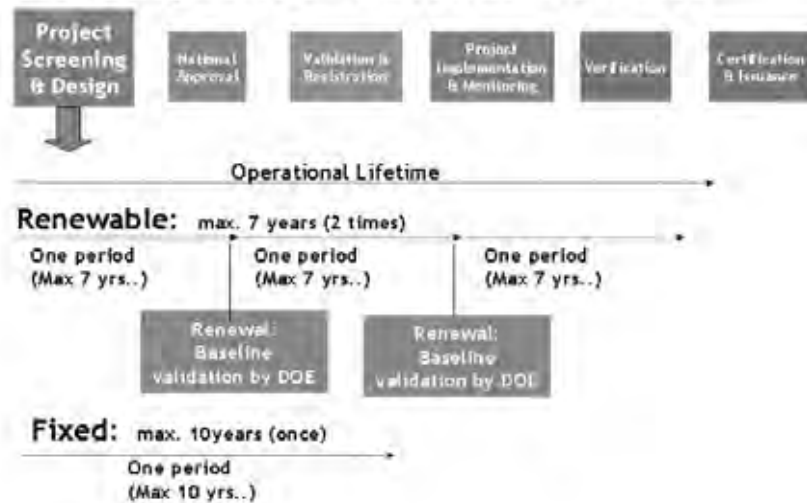 Project
Screening
& Design
National
Approval
Validation &
Registration
Project
Implementation
& Monitoring
Verification
Certification
& Issuance
Operational Lifetime
Renewable: max. 7 years (2 times)
One period
(Max 7 yrs..)
One period
(Max 7 yrs..)
One period
(Max 7 yrs..)
Renewal:
Baseline
validation by DOE
Renewal:
Baseline
validation by DOE
Fixed: max. 10years (once)
One period
(Max 10 yrs..)